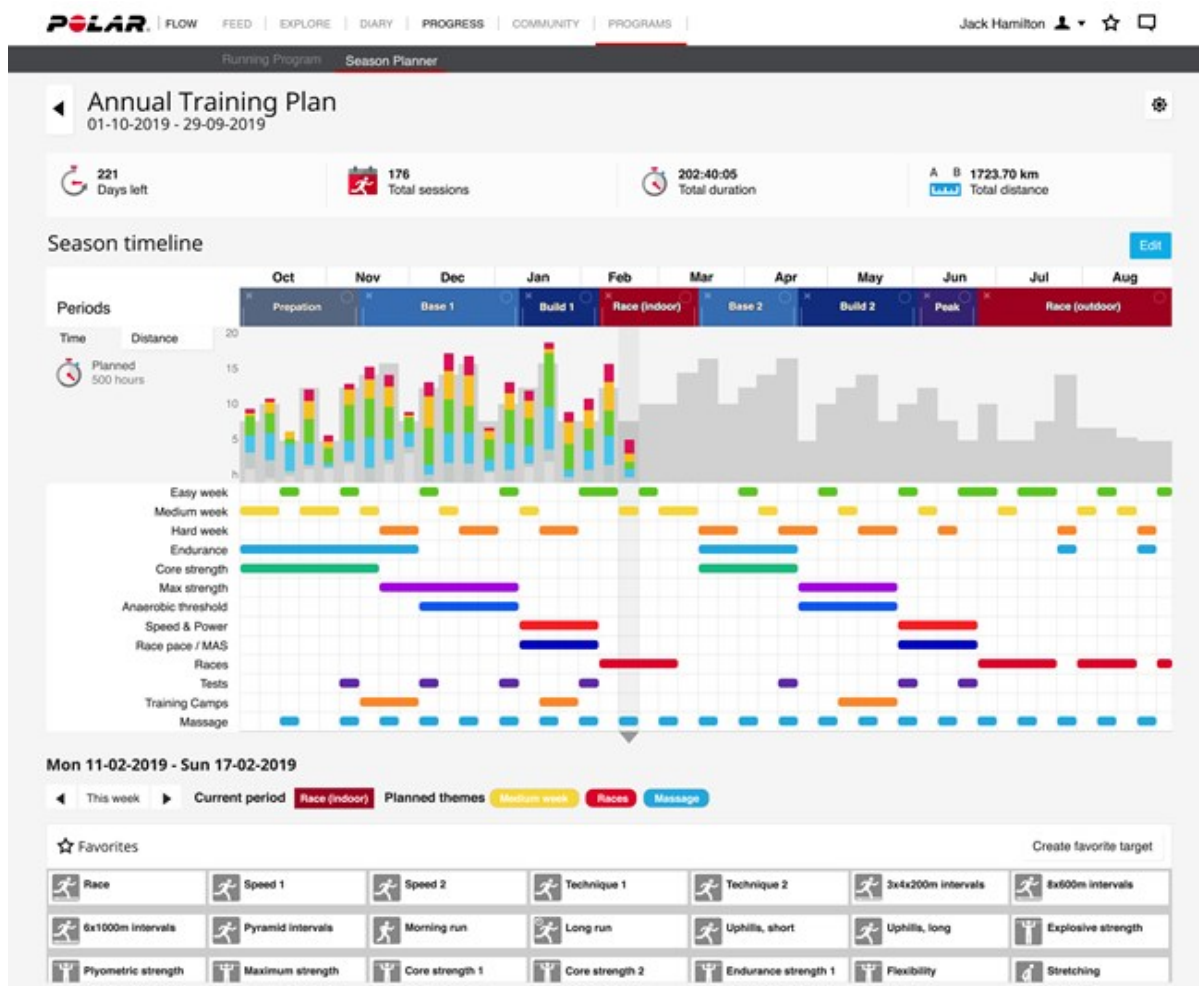 POLAR. FLOW FEED EXPLORE DIARY PROGRESS COMMUNITY PROGRAMS Jack Hamilton
Running Program Season Planner
Annual Training Plan
01-10-2019 - 29-09-2019
221
Days left
176
Total sessions
202:40:05
Total duration
A B 1723.70 km
Total distance
Season timeline Edit
Oct Nov Dec Jan Feb Mar Apr May Jun Jul Aug
Periods Prepation Base 1 Build 1 Race (indoor) Base 2 Build 2 Peak Race (outdoor)
Time Distance
Planned
500 hours
20
15
10
5
h
Easy week
Medium week
Hard week
Endurance
Core strength
Max strength
Anaerobic threshold
Speed & Power
Race pace / MAS
Races
Tests
Training Camps
Massage
Mon 11-02-2019 - Sun 17-02-2019
This week Current period Race (indoor) Planned themes Medium week Races Massage
Favorites Create favorite target
Race Speed 1 Speed 2 Technique 1 Technique 2 3x4x200m intervals 8x600m intervals
6x1000m intervals Pyramid intervals Morning run Long run Uphills, short Uphills, long Explosive strength
Plyometric strength Maximum strength Core strength 1 Core strength 2 Endurance strength 1 Flexibility Stretching